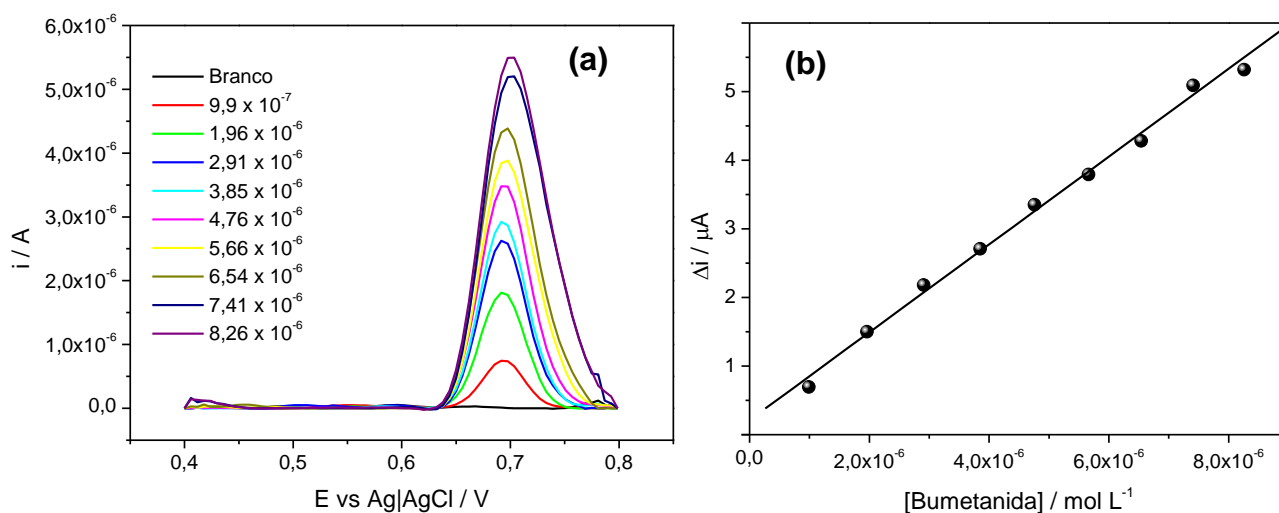 (a)
Branco
9,9 x 10⁻⁷
1,96 x 10⁻⁶
2,91 x 10⁻⁶
3,85 x 10⁻⁶
4,76 x 10⁻⁶
5,66 x 10⁻⁶
6,54 x 10⁻⁶
7,41 x 10⁻⁶
8,26 x 10⁻⁶
6,0x10⁻⁶
5,0x10⁻⁶
4,0x10⁻⁶
3,0x10⁻⁶
2,0x10⁻⁶
1,0x10⁻⁶
0,0
i / A
0,4 0,5 0,6 0,7 0,8
E vs Ag|AgCl / V
(b)
5
4
3
2
1
Δi / μA
0,0 2,0x10⁻⁶ 4,0x10⁻⁶ 6,0x10⁻⁶ 8,0x10⁻⁶
[Bumetanida] / mol L⁻¹